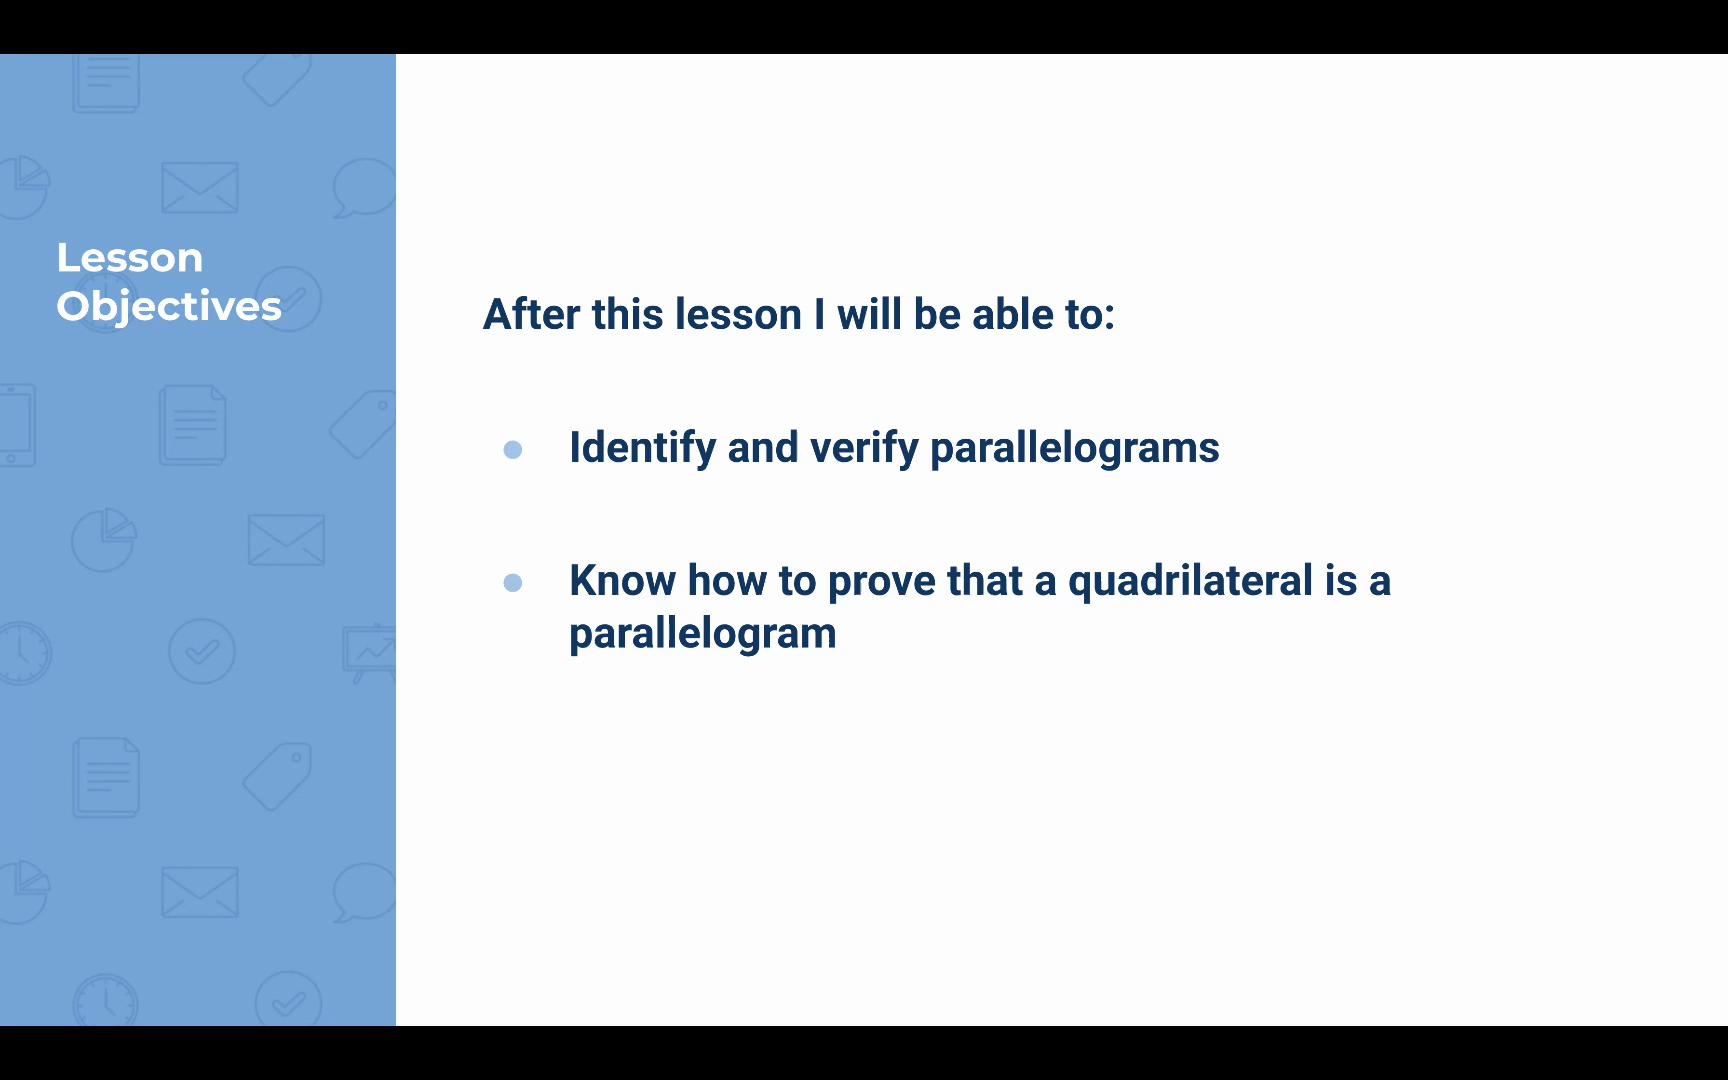 Lesson
Objectives
After this lesson I will be able to:
● Identify and verify parallelograms
● Know how to prove that a quadrilateral is a
parallelogram